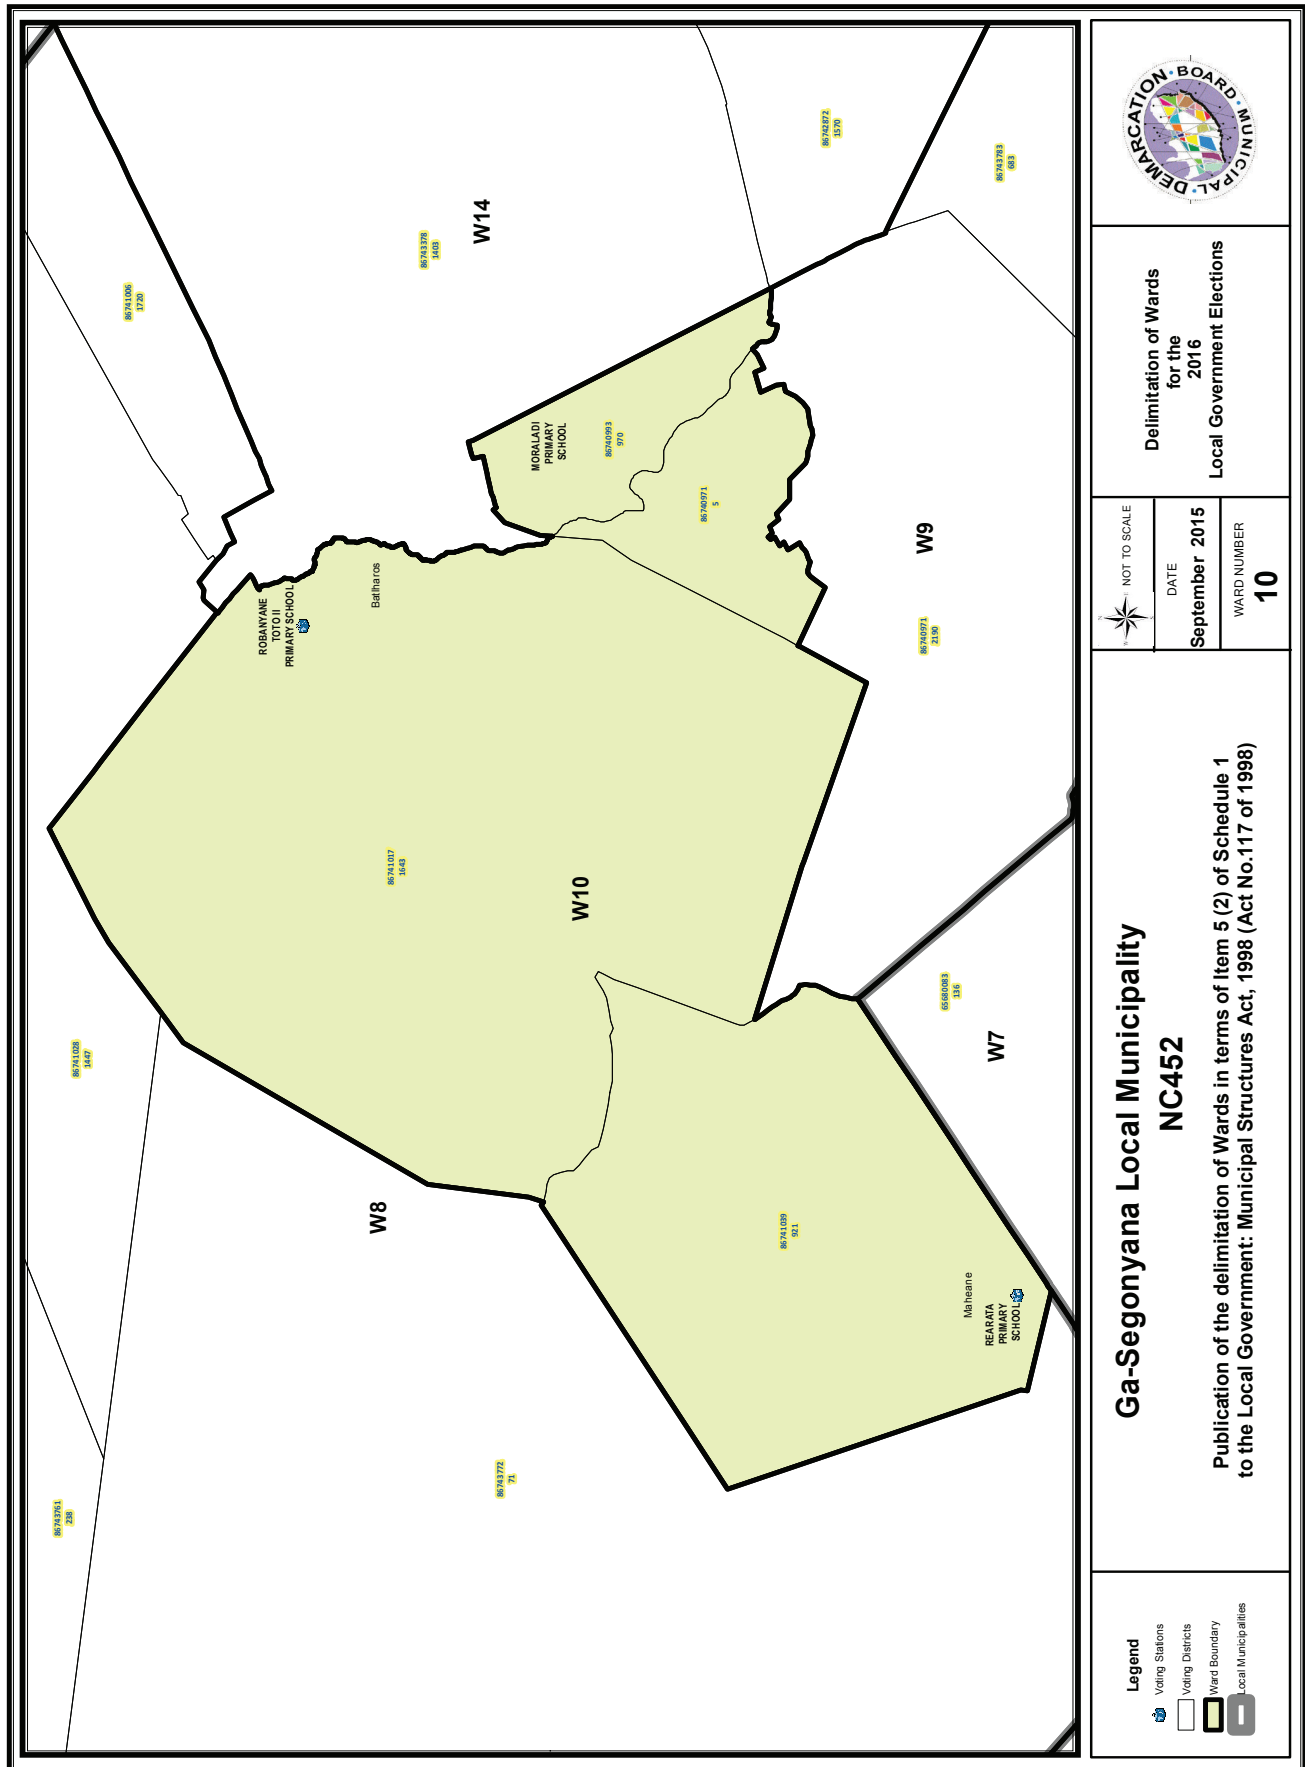 86741006
1720
86743378
1403
W14
86742872
1570
86743783
683
MORALADI
PRIMARY
SCHOOL
86740993
970
86740971
5
ROBANYANE
TOTO II
PRIMARY SCHOOL
Batlharos
W9
86740971
2190
86741017
1643
W10
86741028
1447
W8
65680083
136
W7
86741039
921
Maheane
REARATA
PRIMARY
SCHOOL
86743772
71
86743761
238
MUNICIPAL DEMARCATION BOARD
Delimitation of Wards
for the
2016
Local Government Elections
N
W
NOT TO SCALE
DATE
September 2015
WARD NUMBER
10
Ga-Segonyana Local Municipality
NC452
Publication of the delimitation of Wards in terms of Item 5 (2) of Schedule 1
to the Local Government: Municipal Structures Act, 1998 (Act No.117 of 1998)
Legend
Voting Stations
Voting Districts
Ward Boundary
Local Municipalities